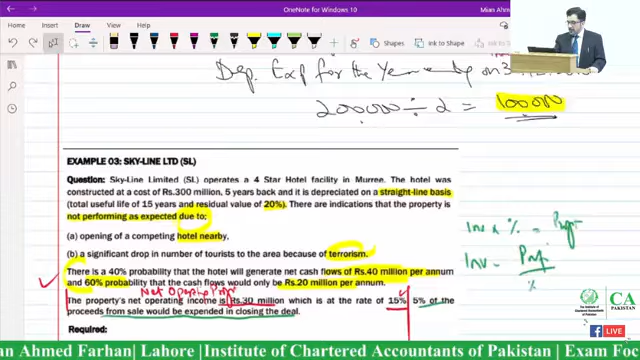 OneNote for Windows 10
Mian Ahm
Home Insert Draw View Help
Shapes Ink to Shape
Dep. Exp for the Year
200000 ÷ 2 = 100000
EXAMPLE 03: SKY-LINE LTD (SL)
Question: Sky-Line Limited (SL) operates a 4 Star Hotel facility in Murree. The hotel was
constructed at a cost of Rs.300 million, 5 years back and it is depreciated on a straight-line basis
(total useful life of 15 years and residual value of 20%). There are indications that the property is
not performing as expected due to;
(a) opening of a competing hotel nearby,
Inv x % = Profit
(b) a significant drop in number of tourists to the area because of terrorism.
Inv = Profit
%
There is a 40% probability that the hotel will generate net cash flows of Rs.40 million per annum
and 60% probability that the cash flows would only be Rs.20 million per annum.
Net Operating Profit
The property's net operating income is Rs.30 million which is at the rate of 15% 5% of the
proceeds from sale would be expended in closing the deal.
Required:
CA
PAKISTAN
LIVE
an Ahmed Farhan| Lahore |Institute of Chartered Accountants of Pakistan| Exam Foc